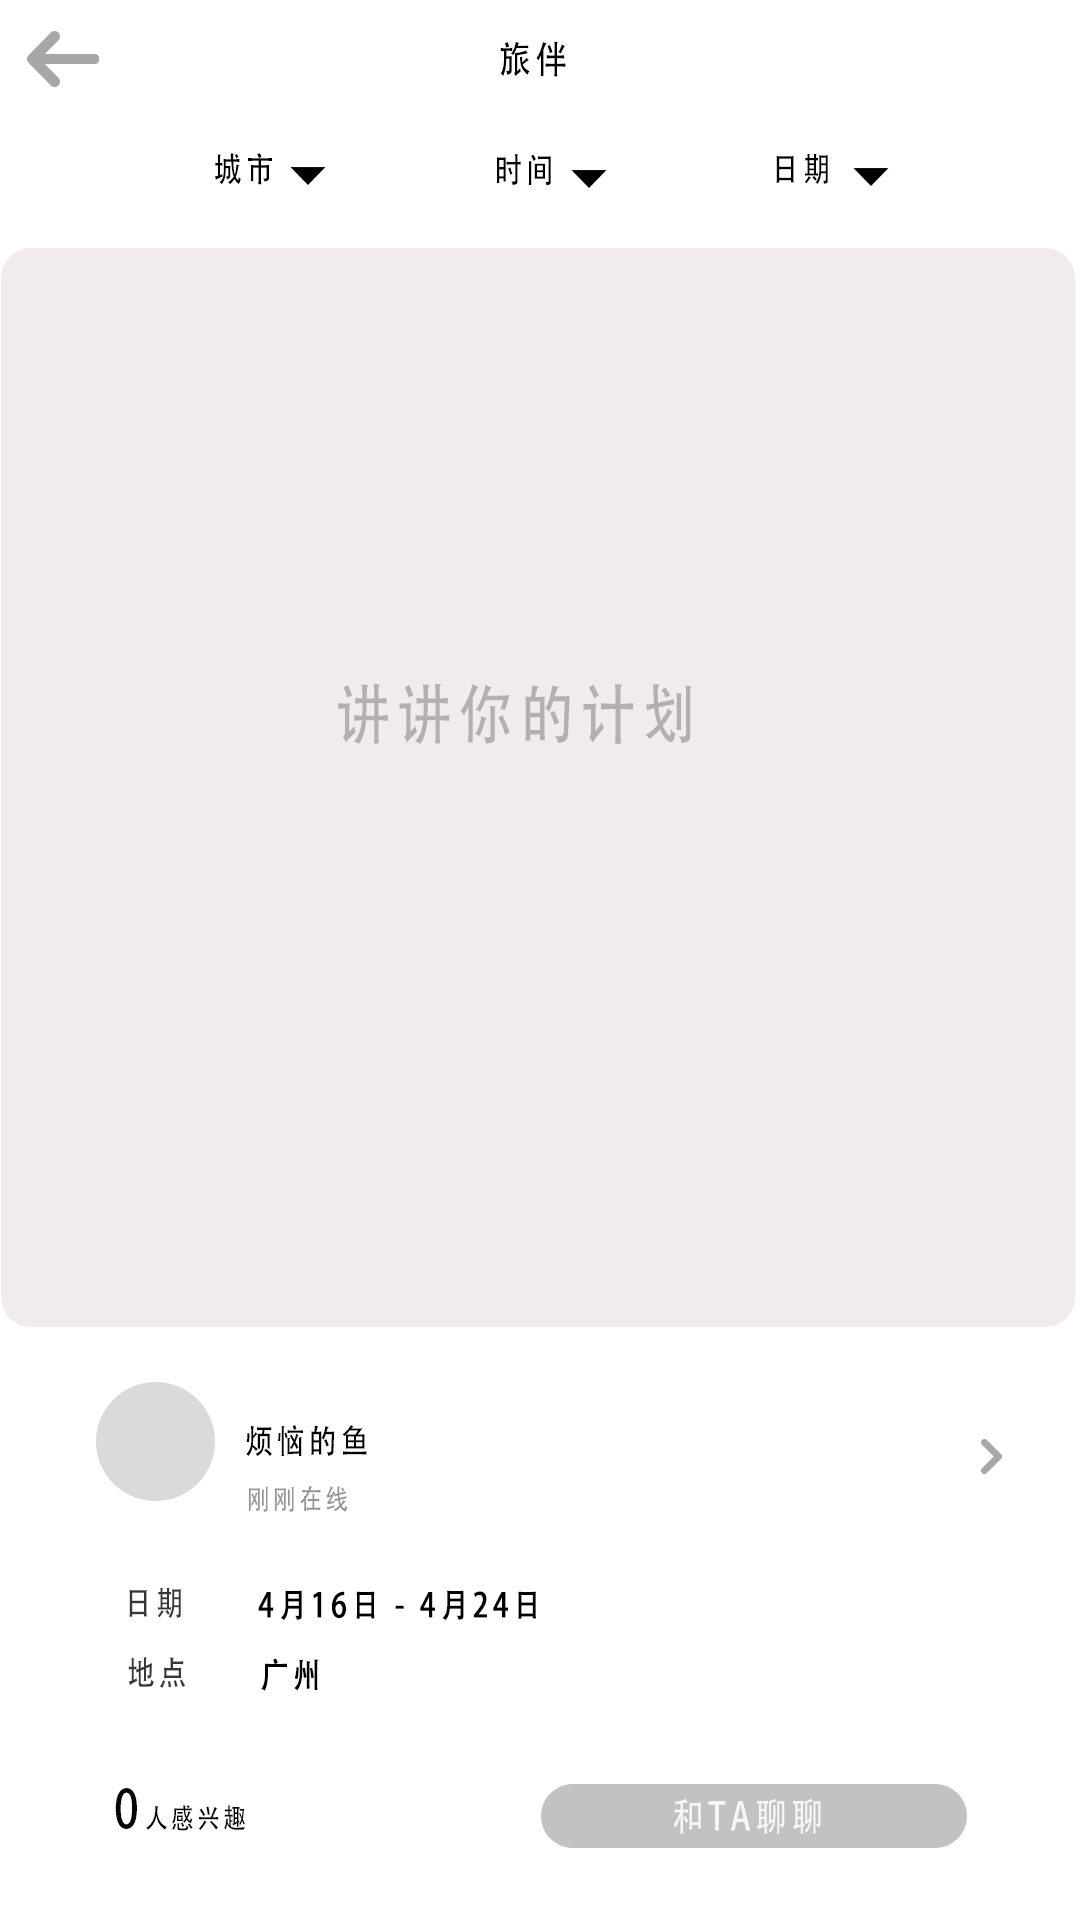 旅伴
城市 时间 日期
讲讲你的计划
烦恼的鱼
刚刚在线
日期 4月16日 - 4月24日
地点 广州
0人感兴趣 和TA聊聊